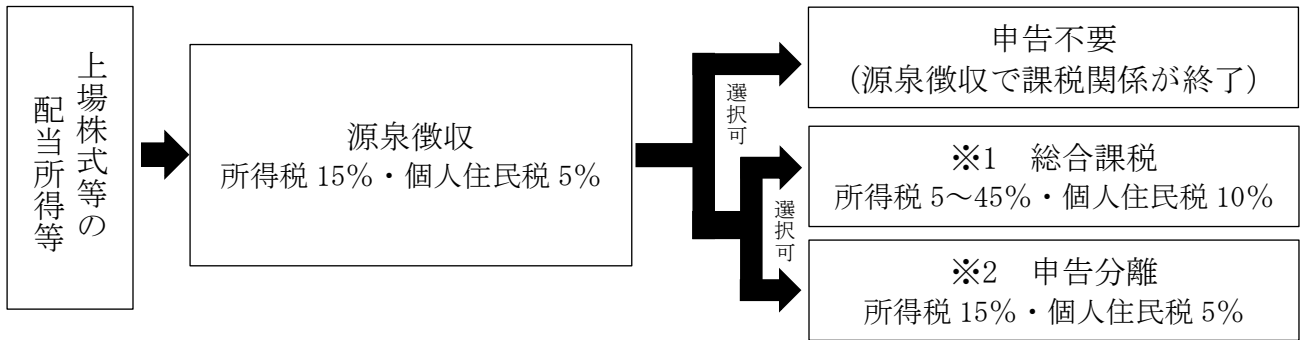 上場株式等の
配当所得等
源泉徴収
所得税 15%・個人住民税 5%
選択可
選択可
申告不要
(源泉徴収で課税関係が終了)
※1 総合課税
所得税 5～45%・個人住民税 10%
※2 申告分離
所得税 15%・個人住民税 5%